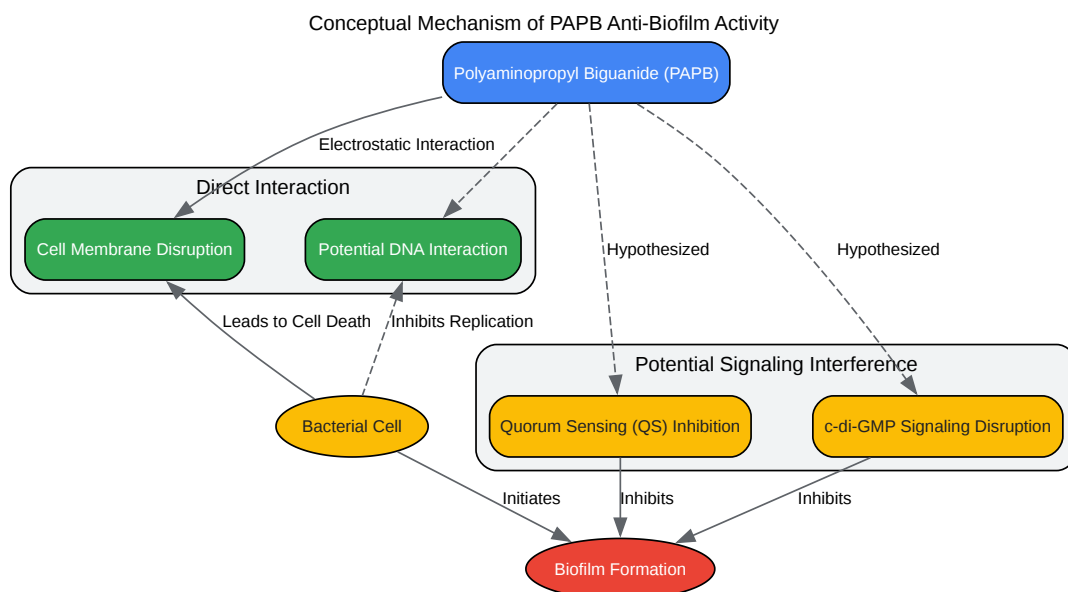 Conceptual Mechanism of PAPB Anti-Biofilm Activity
Polyaminopropyl Biguanide (PAPB)
Electrostatic Interaction
Direct Interaction
Cell Membrane Disruption
Potential DNA Interaction
Hypothesized
Hypothesized
Leads to Cell Death
Inhibits Replication
Potential Signaling Interference
Bacterial Cell
Quorum Sensing (QS) Inhibition
c-di-GMP Signaling Disruption
Initiates
Inhibits
Inhibits
Biofilm Formation